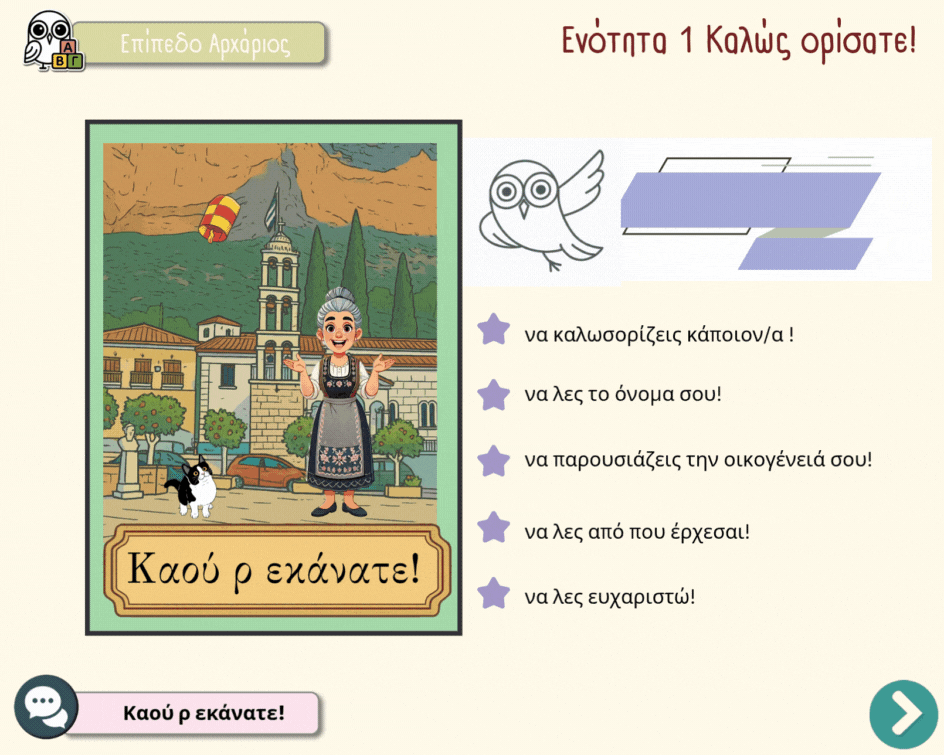 Επίπεδο Αρχάριος
Ενότητα 1 Καλώς ορίσατε!
Α
Β Γ
να καλωσορίζεις κάποιον/α !
να λες το όνομα σου!
να παρουσιάζεις την οικογένειά σου!
να λες από που έρχεσαι!
να λες ευχαριστώ!
Καού ρ εκάνατε!
Καού ρ εκάνατε!